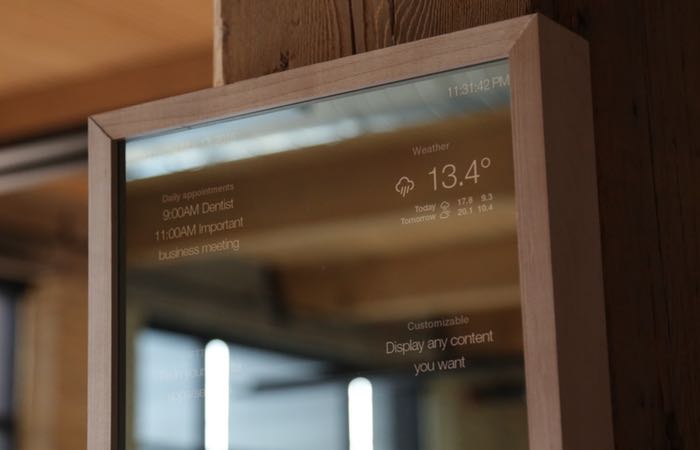 11:31:42 PM
Daily appointments
9:00AM Dentist
11:00AM Important
business meeting
Weather
13.4°
Today 17.8 9.3
Tomorrow 20.1 10.4
Customizable
Display any content
you want